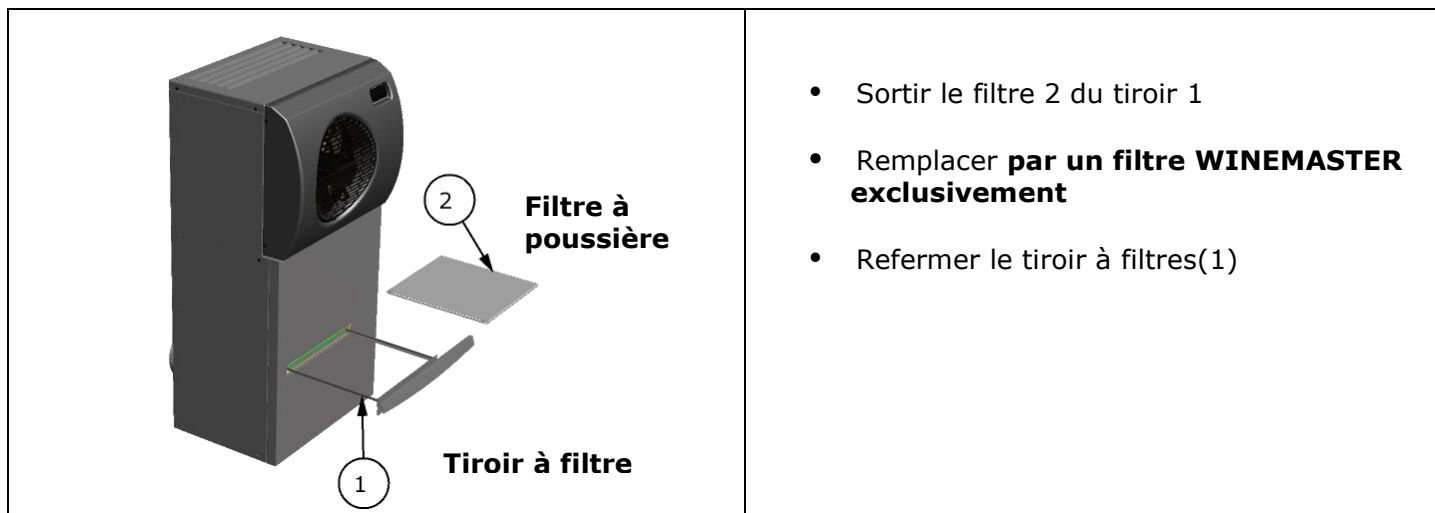 2
Filtre à
poussière
1
Tiroir à filtre
• Sortir le filtre 2 du tiroir 1
• Remplacer par un filtre WINEMASTER
exclusivement
• Refermer le tiroir à filtres(1)